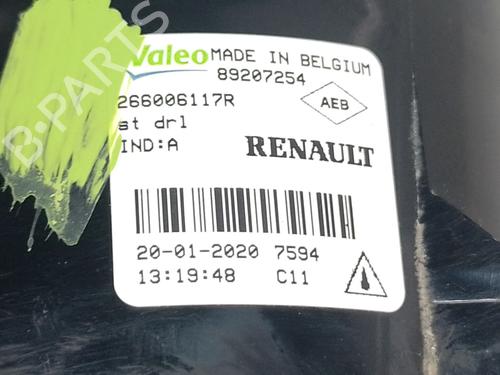 Valeo MADE IN BELGIUM
89207254
266006117R
AEB
st drl
IND:A RENAULT
20-01-2020 7594
13:19:48 C11
B-PARTS